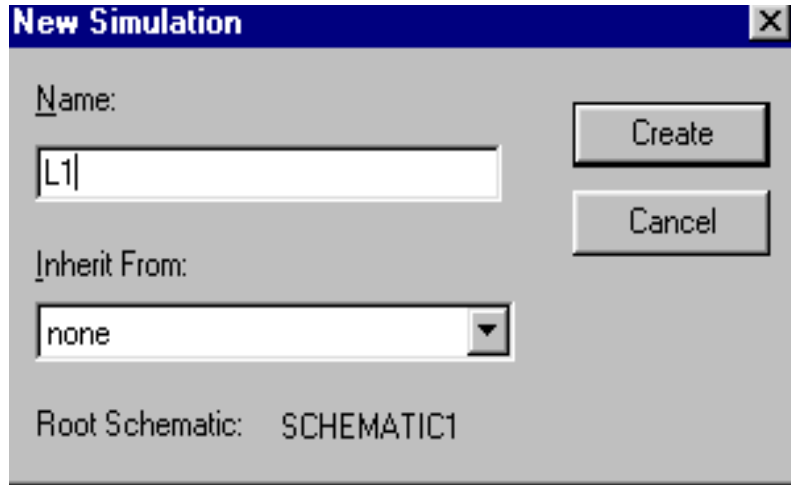 New Simulation
Name:
Create
L1
Cancel
Inherit From:
none
Root Schematic: SCHEMATIC1